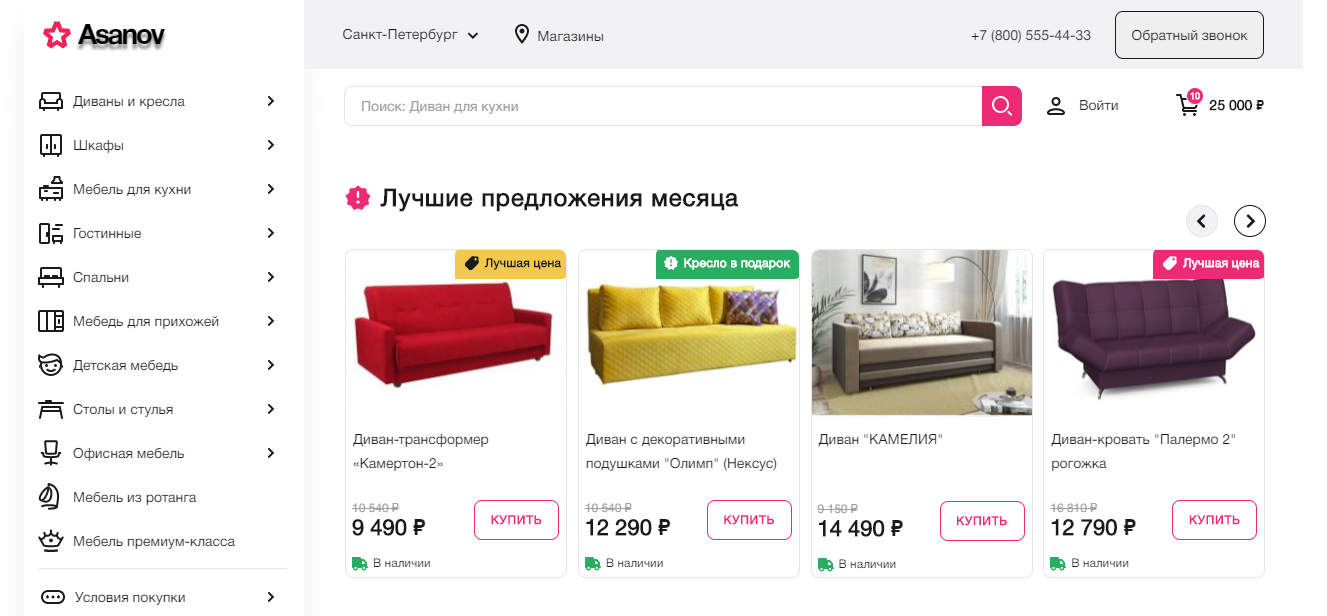 Asanov
Санкт-Петербург
Магазины
+7 (800) 555-44-33
Обратный звонок
Диваны и кресла
Шкафы
Мебель для кухни
Гостинные
Спальни
Мебедь для прихожей
Детская мебедь
Столы и стулья
Офисная мебель
Мебель из ротанга
Мебель премиум-класса
Условия покупки
Поиск: Диван для кухни
Войти
10
25 000 ₽
Лучшие предложения месяца
Лучшая цена
Диван-трансформер
«Камертон-2»
10 540 ₽
9 490 ₽
КУПИТЬ
В наличии
Кресло в подарок
Диван с декоративными
подушками "Олимп" (Нексус)
10 540 ₽
12 290 ₽
КУПИТЬ
В наличии
Диван "КАМЕЛИЯ"
9 150 ₽
14 490 ₽
КУПИТЬ
В наличии
Лучшая цена
Диван-кровать "Палермо 2"
рогожка
16 810 ₽
12 790 ₽
КУПИТЬ
В наличии